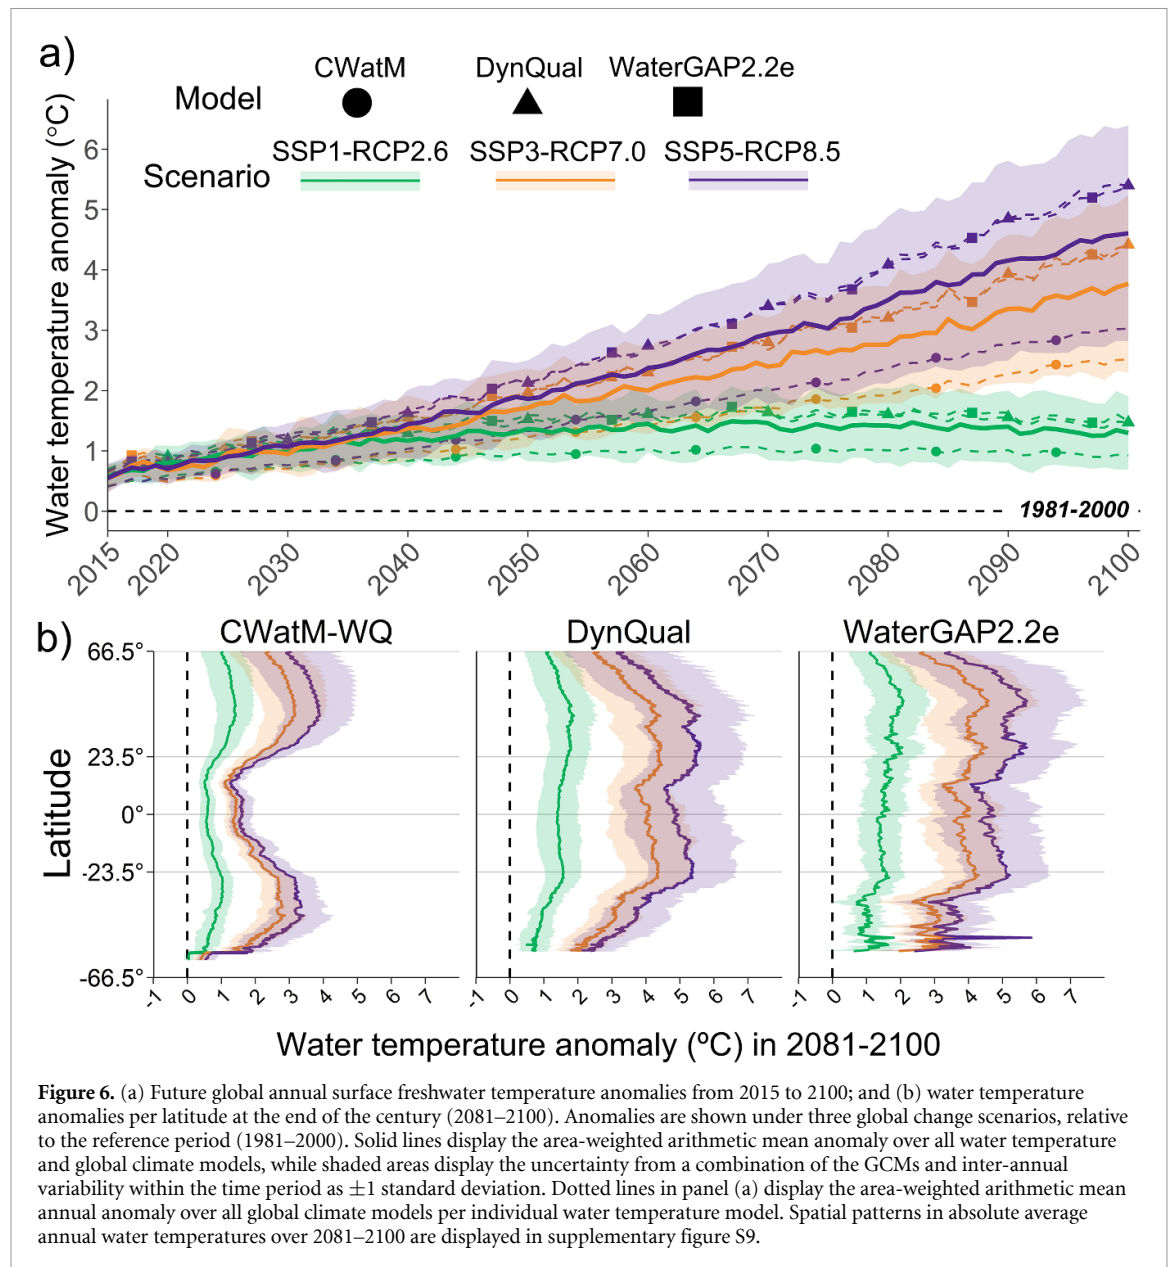 a)
CWatM DynQual WaterGAP2.2e
Model
SSP1-RCP2.6 SSP3-RCP7.0 SSP5-RCP8.5
Scenario
Water temperature anomaly (°C)
6
5
4
3
2
1
0
1981-2000
2015 2020 2030 2040 2050 2060 2070 2080 2090 2100
b)
CWatM-WQ DynQual WaterGAP2.2e
Latitude
66.5°
23.5°
0°
-23.5°
-66.5°
-1 0 1 2 3 4 5 6 7 -1 0 1 2 3 4 5 6 7 -1 0 1 2 3 4 5 6 7
Water temperature anomaly (ºC) in 2081-2100
Figure 6. (a) Future global annual surface freshwater temperature anomalies from 2015 to 2100; and (b) water temperature
anomalies per latitude at the end of the century (2081–2100). Anomalies are shown under three global change scenarios, relative
to the reference period (1981–2000). Solid lines display the area-weighted arithmetic mean anomaly over all water temperature
and global climate models, while shaded areas display the uncertainty from a combination of the GCMs and inter-annual
variability within the time period as ±1 standard deviation. Dotted lines in panel (a) display the area-weighted arithmetic mean
annual anomaly over all global climate models per individual water temperature model. Spatial patterns in absolute average
annual water temperatures over 2081–2100 are displayed in supplementary figure S9.